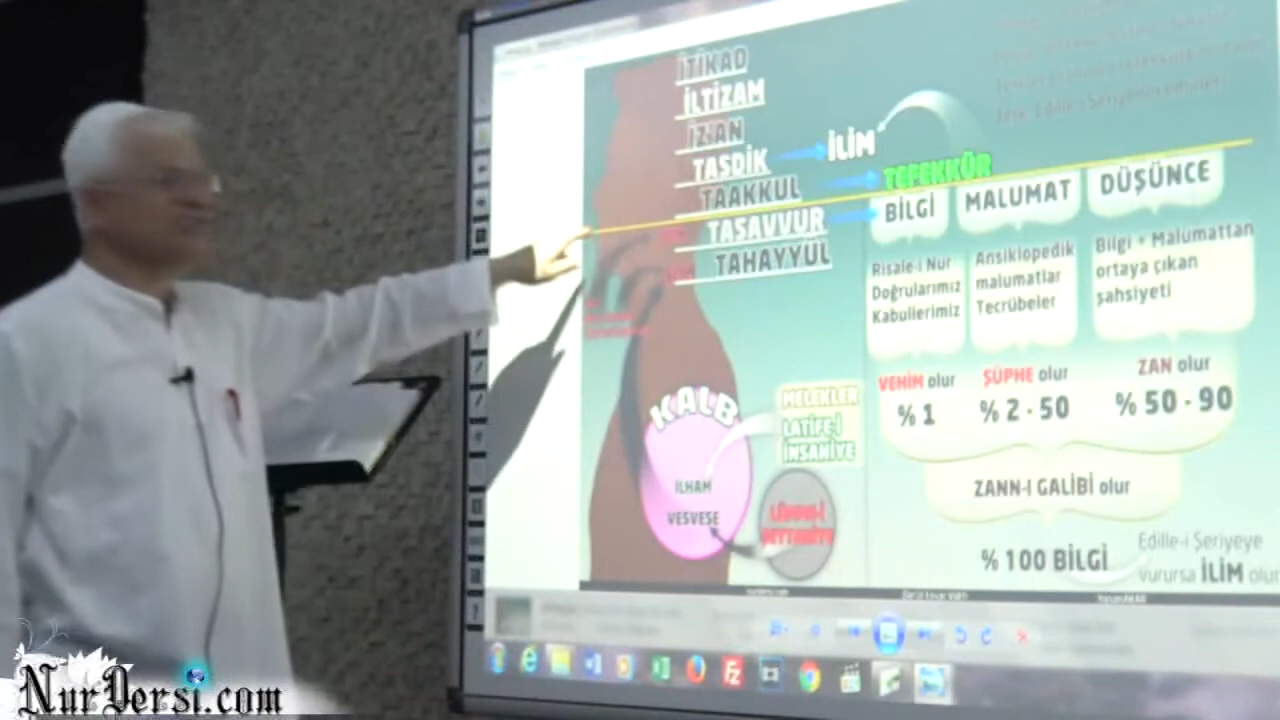 İTİKAD
İLTİZAM
İZ'AN
TASDİK
İLİM
TAAKKUL
TEFEKKÜR
TASAVVUR
TAHAYYÜL
BİLGİ
MALUMAT
DÜŞÜNCE
Risale-i Nur
Doğrularımız
Kabullerimiz
Ansiklopedik
malumatlar
Tecrübeler
Bilgi + Malumattan
ortaya çıkan
şahsiyeti
VEHİM olur
% 1
ŞÜPHE olur
% 2 - 50
ZAN olur
% 50 - 90
ZANN-I GALİBİ olur
% 100 BİLGİ
Edille-i Şeriyeye
vurursa İLİM olur
KALB
İLHAM
VESVESE
MELEKLER
LATİFE-İ
İNSANİYE
NurDersi.com